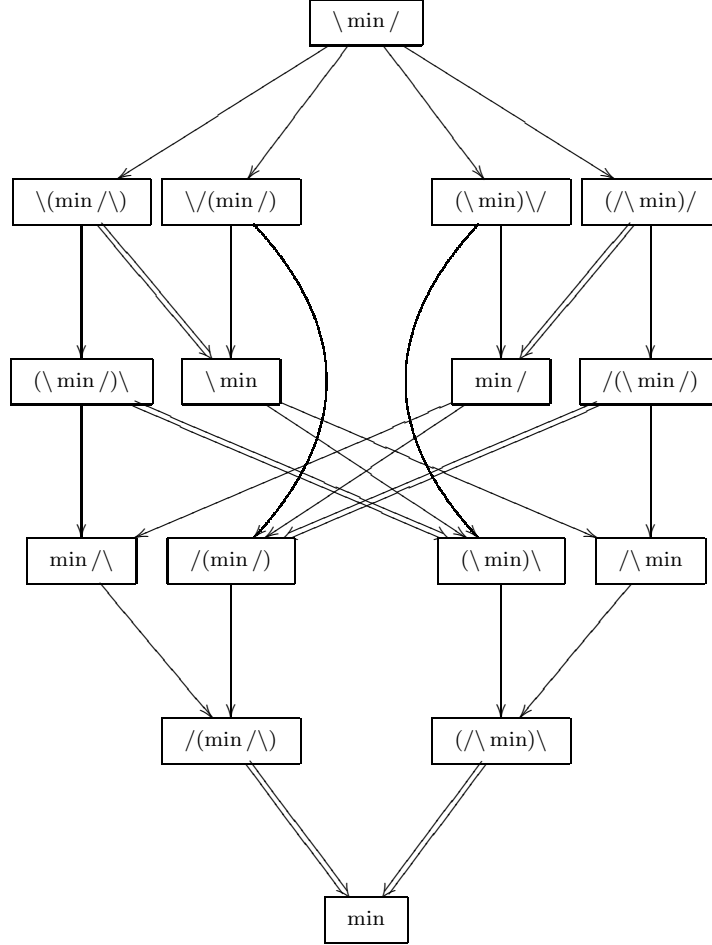 \ min /
\(min /\) \/(min /) (\ min)\/ (/\ min)/
(\ min /)\ \ min min / /(\ min /)
min /\ /(min /) (\ min)\ /\ min
/(min /\) (/\ min)\
min